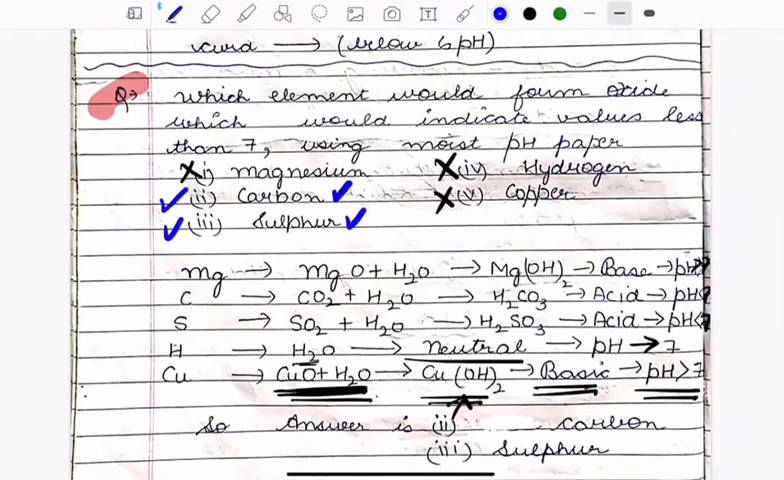 (below 6 pH)
Q→ which element would form oxide
which would indicate values less
than 7, using moist pH paper
(i) magnesium (iv) Hydrogen
(ii) Carbon (v) Copper
(iii) Sulphur
Mg → MgO + H₂O → Mg(OH)₂ → Base → pH>7
C → CO₂ + H₂O → H₂CO₃ → Acid → pH<7
S → SO₂ + H₂O → H₂SO₃ → Acid → pH<7
H → H₂O → neutral → pH → 7
Cu → CuO + H₂O → Cu(OH)₂ → Basic → pH>7
So Answer is (ii) carbon
(iii) Sulphur